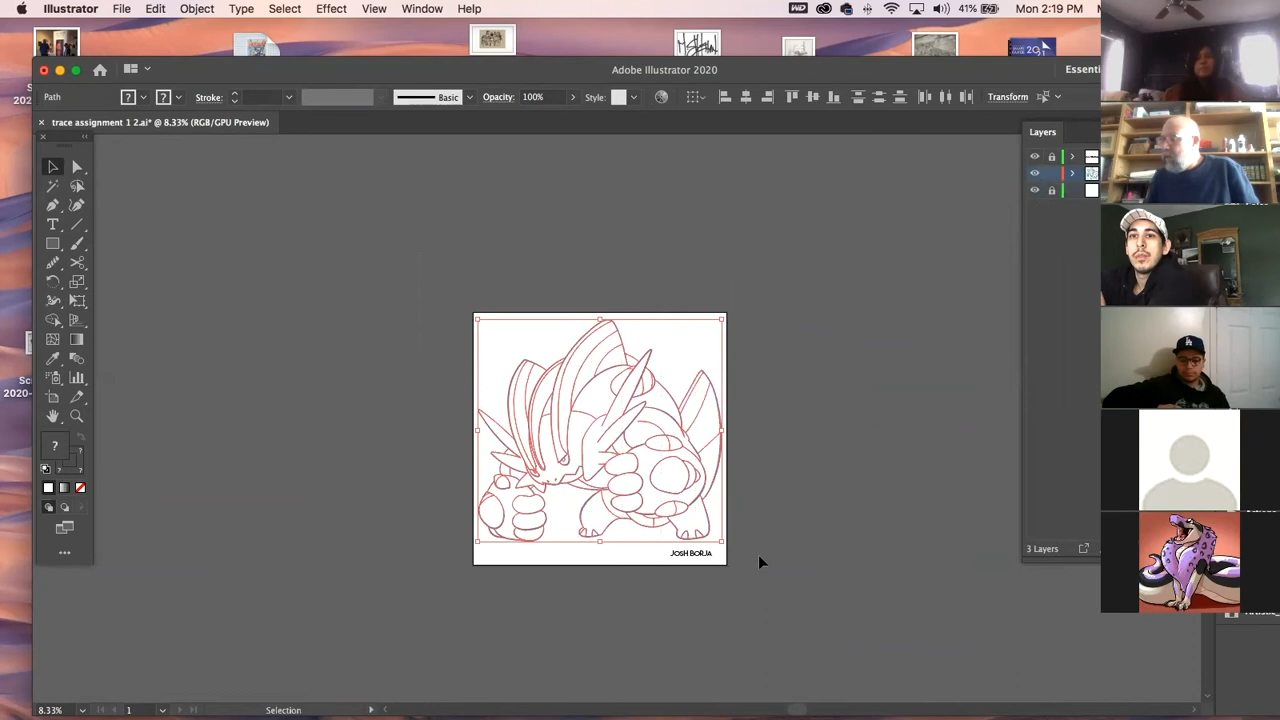 Illustrator File Edit Object Type Select Effect View Window Help
41% Mon 2:19 PM
Adobe Illustrator 2020
Essenti
Path ? ? Stroke: Basic Opacity: 100% Style: Transform
trace assignment 1 2.ai* @ 8.33% (RGB/GPU Preview)
Layers
JOSH BORJA
3 Layers
8.33% 1 Selection